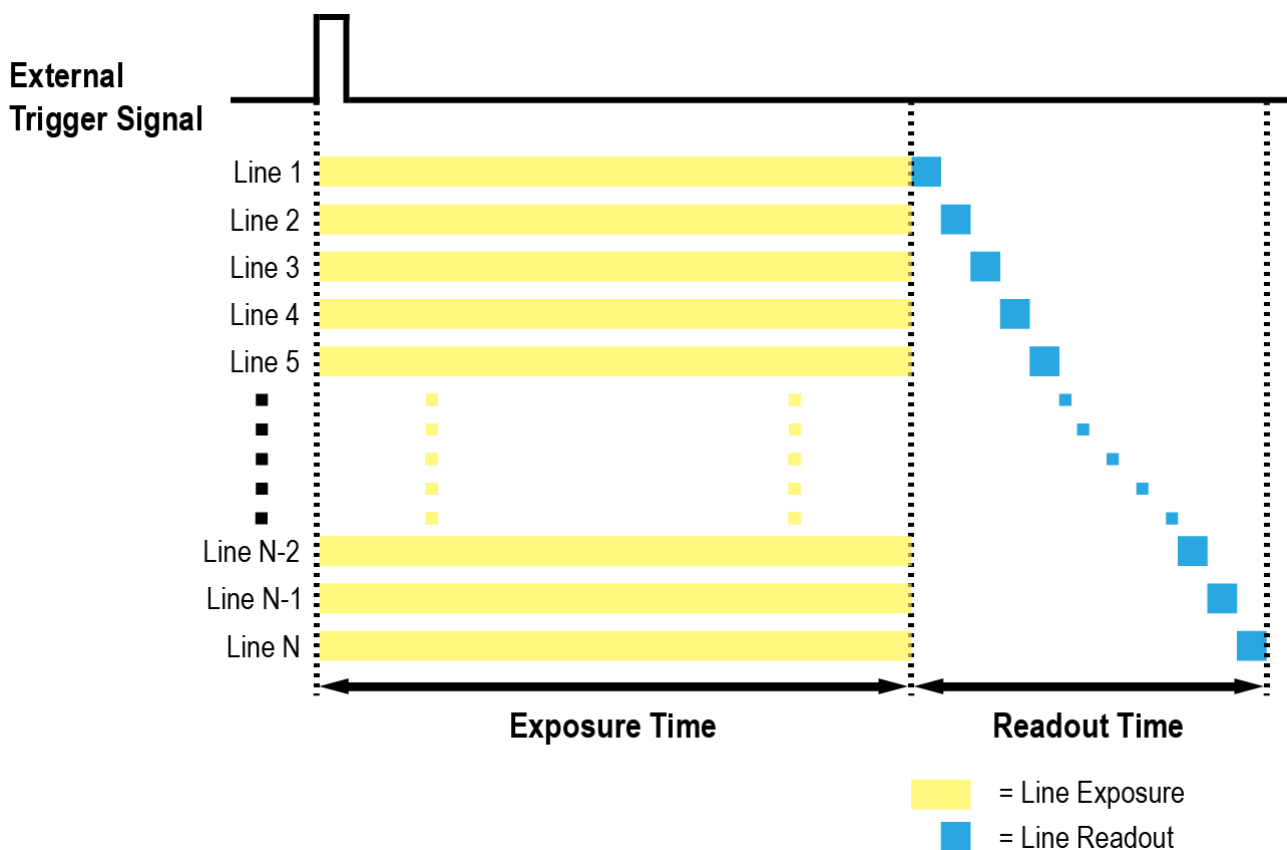 External
Trigger Signal
Line 1
Line 2
Line 3
Line 4
Line 5
Line N-2
Line N-1
Line N
Exposure Time
Readout Time
= Line Exposure
= Line Readout